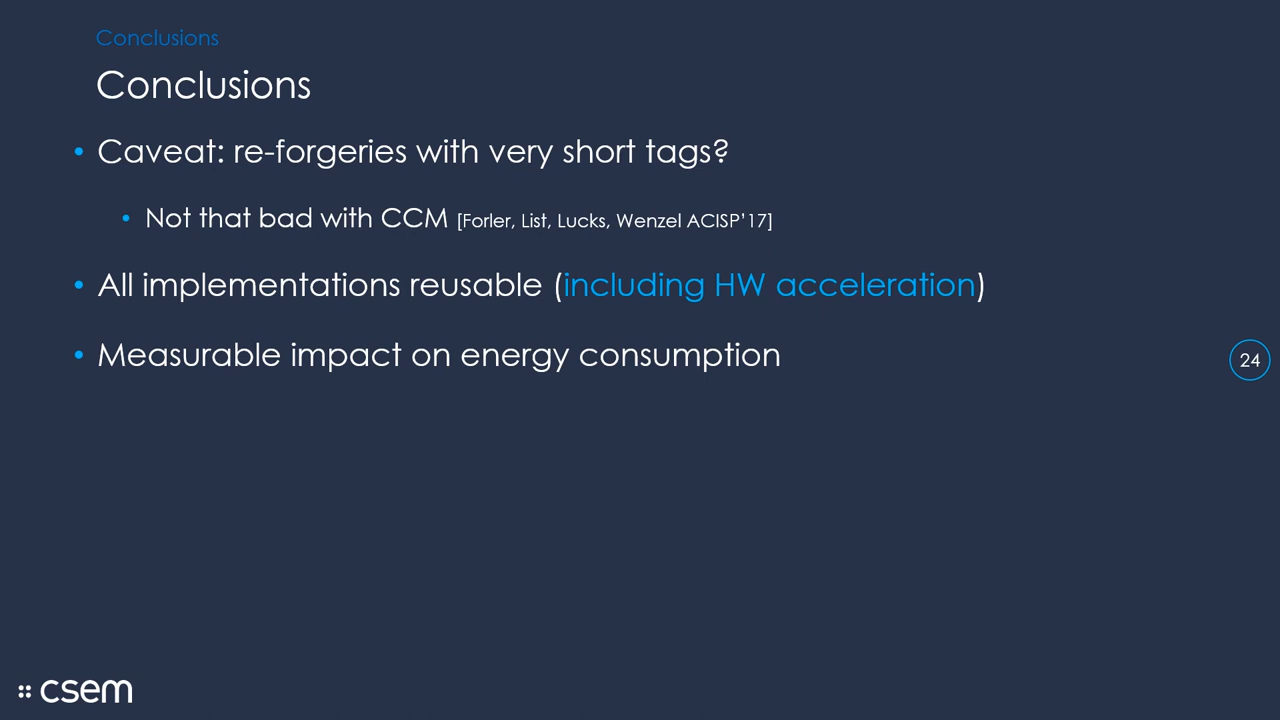 Conclusions
Conclusions
• Caveat: re-forgeries with very short tags?
• Not that bad with CCM [Forler, List, Lucks, Wenzel ACISP’17]
• All implementations reusable (including HW acceleration)
• Measurable impact on energy consumption
24
csem